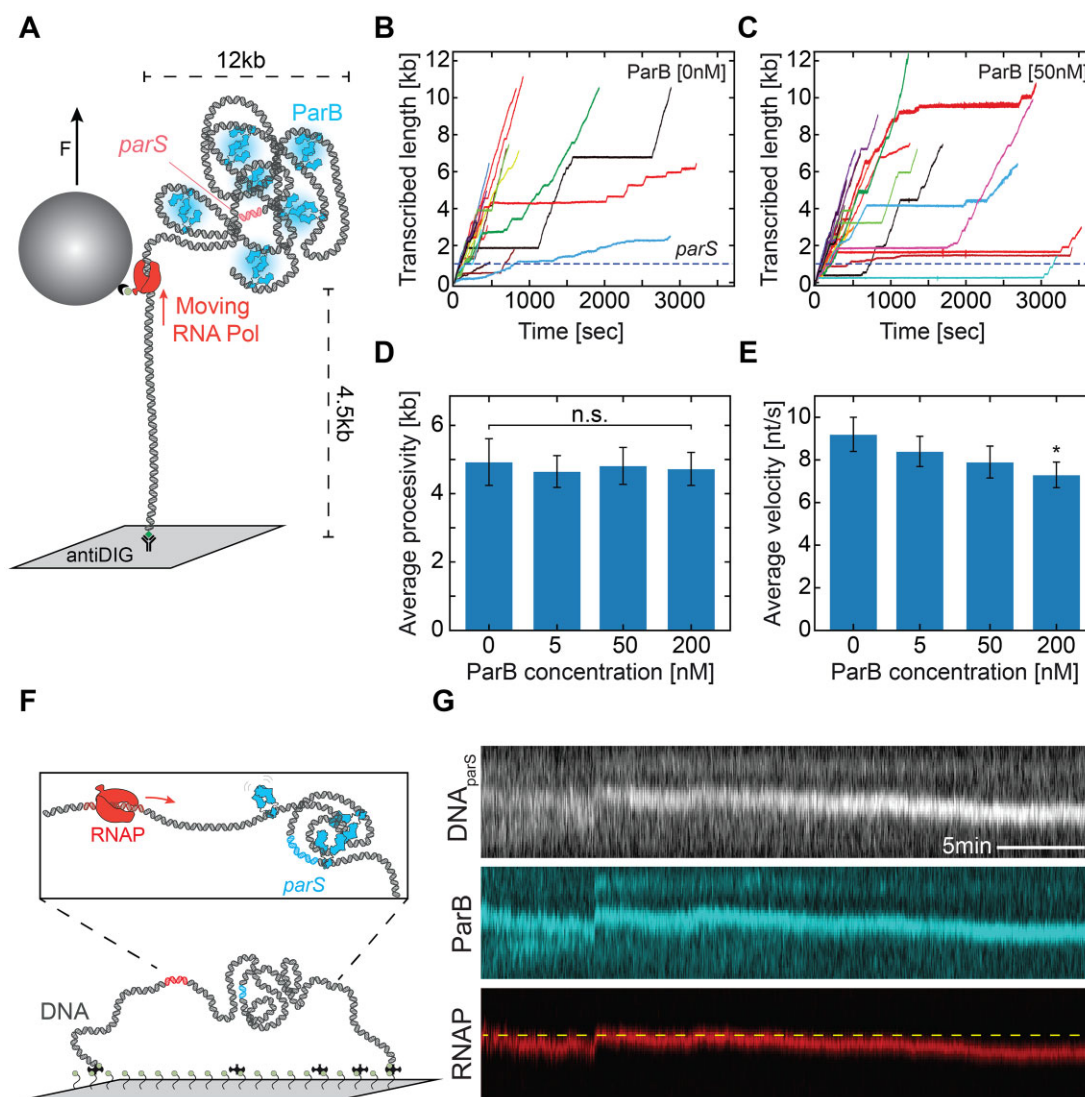 A
12kb
ParB
parS
F
Moving
RNA Pol
4.5kb
antiDIG
B
Transcribed length [kb]
12
10
8
6
4
2
0
ParB [0nM]
parS
0 1000 2000 3000
Time [sec]
C
Transcribed length [kb]
12
10
8
6
4
2
0
ParB [50nM]
0 1000 2000 3000
Time [sec]
D
Average procesivity [kb]
6
4
2
0
n.s.
0 5 50 200
ParB concentration [nM]
E
Average velocity [nt/s]
10
8
6
4
2
0
*
0 5 50 200
ParB concentration [nM]
F
RNAP
parS
DNA
G
DNAparS
5min
ParB
RNAP